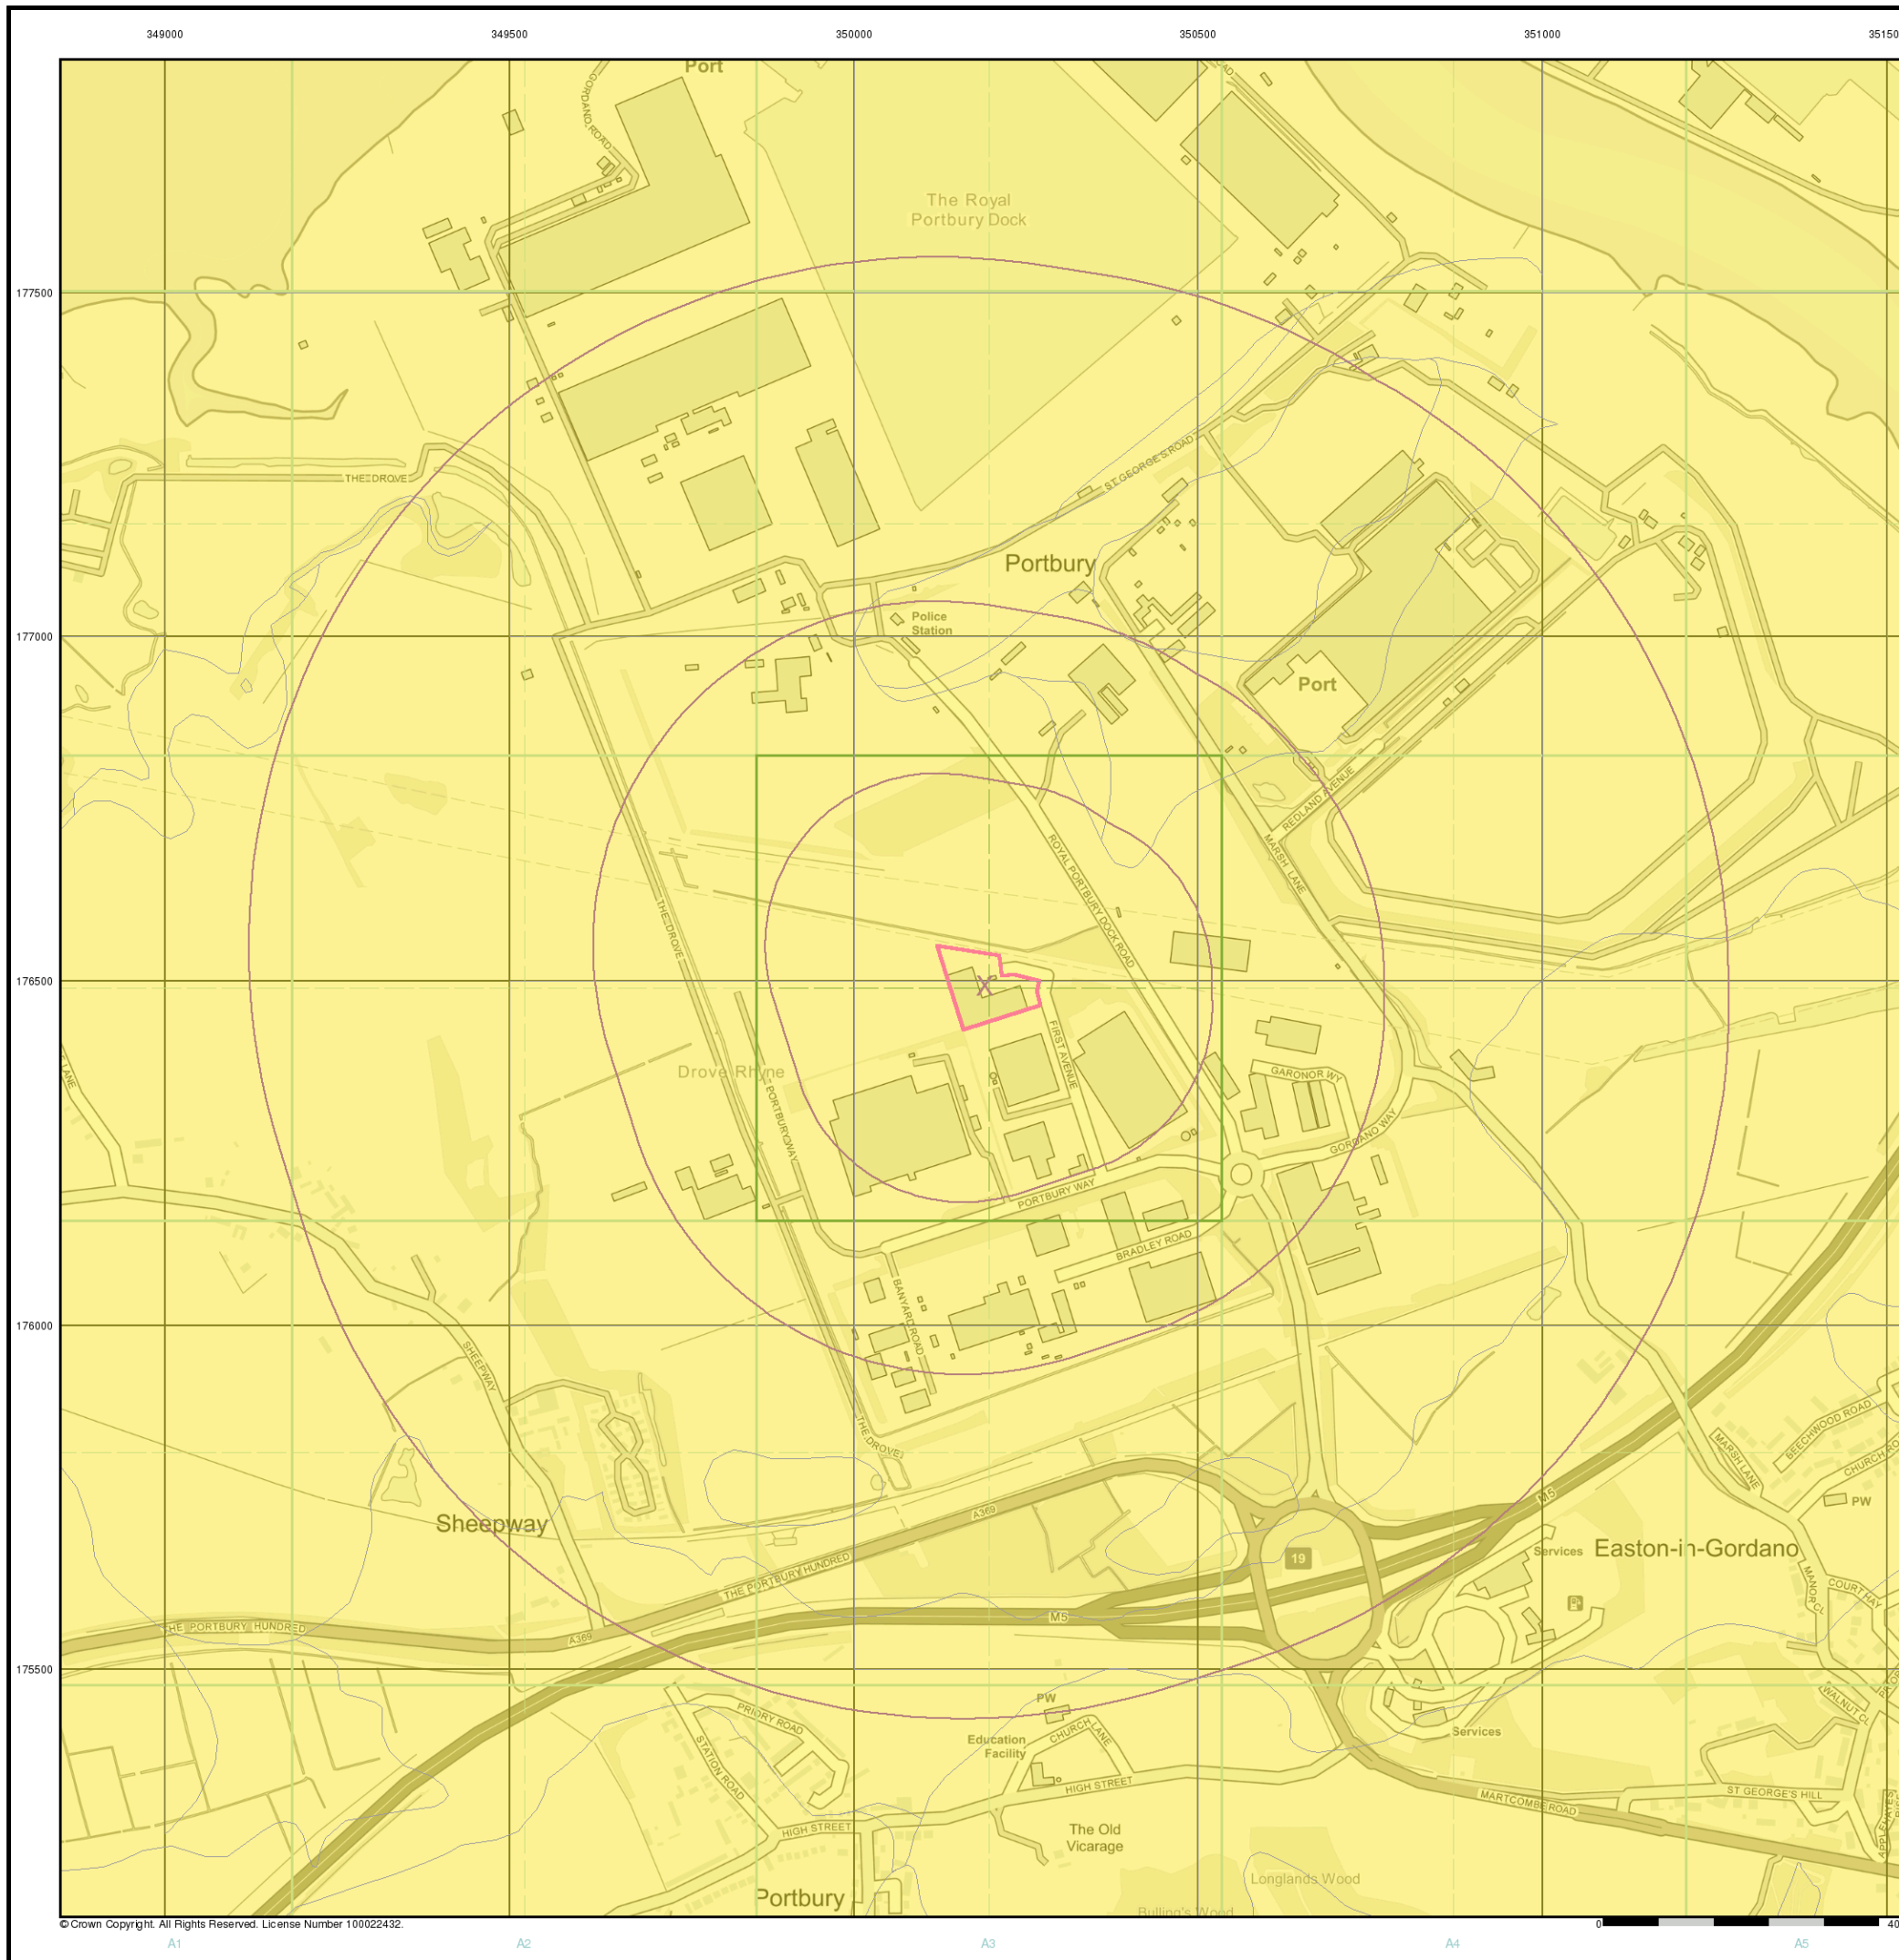 349000
349500
350000
350500
351000
Port
GORDANO ROAD
The Royal
Portbury Dock
177500
THE DROVE
ST GEORGE'S ROAD
Portbury
Police
Station
177000
Port
REDLAND AVENUE
MARSH LANE
ROYAL PORTBURY DOCK ROAD
THE DROVE
176500
X
FIRST AVENUE
LANE
Drove Rhyne
PORTBURY WAY
GARONOR WY
GORDANO WAY
PORTBURY WAY
BRADLEY ROAD
BANYARD ROAD
176000
SHEEPWAY
THE DROVE
BEECHWOOD ROAD
MARSH LANE
CHURCH
PW
M5
A369
Sheepway
19
Services
Easton-in-Gordano
THE PORTBURY HUNDRED
MANOR CL
COURT HAY
M5
THE PORTBURY HUNDRED
A369
175500
WALNUT CL
PW
PRIORY ROAD
STATION ROAD
Education
Facility
CHURCH LANE
Services
HIGH STREET
MARTCOMBE ROAD
ST GEORGE'S HILL
HIGH STREET
The Old
Vicarage
Longlands Wood
Portbury
Bulling's Wood
© Crown Copyright. All Rights Reserved. License Number 100022432.
0
A1
A2
A3
A4
A5